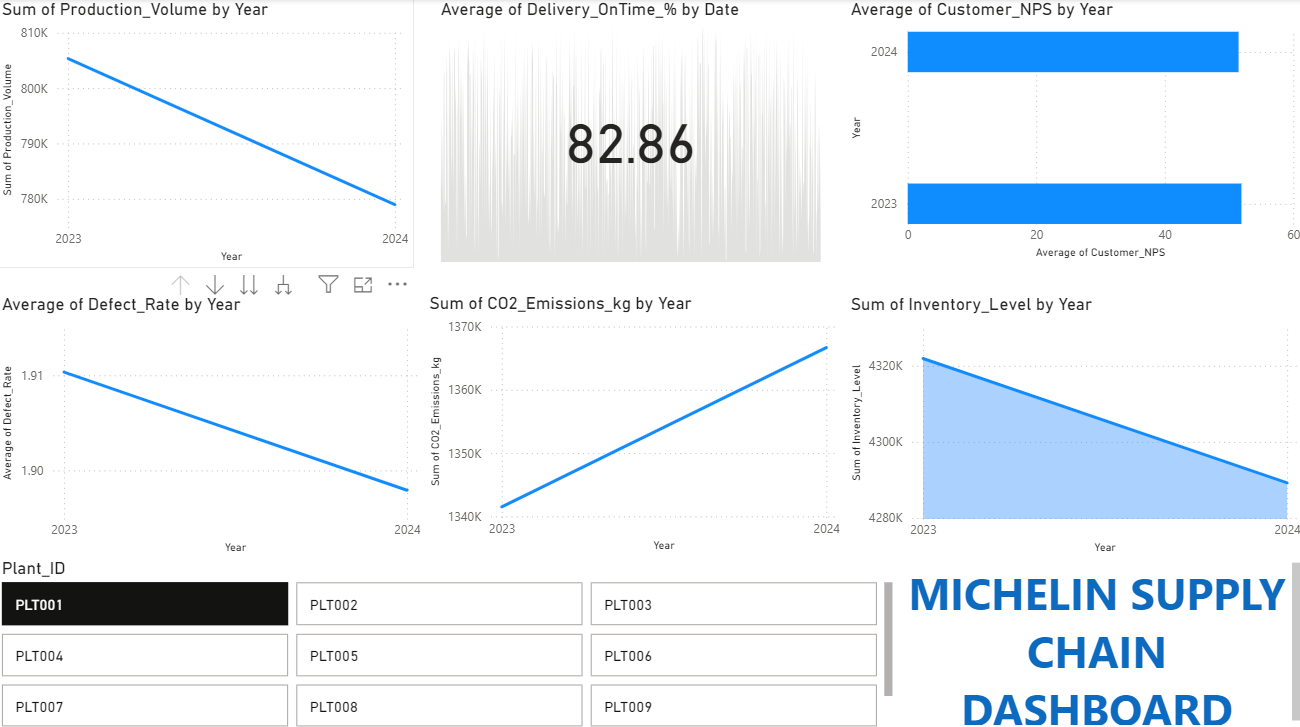 Sum of Production_Volume by Year
810K
800K
790K
780K
Sum of Production_Volume
2023
2024
Year
Average of Delivery_OnTime_% by Date
82.86
Average of Customer_NPS by Year
2024
2023
Year
0
20
40
60
Average of Customer_NPS
Average of Defect_Rate by Year
1.91
1.90
Average of Defect_Rate
2023
2024
Year
Sum of CO2_Emissions_kg by Year
1370K
1360K
1350K
1340K
Sum of CO2_Emissions_kg
2023
2024
Year
Sum of Inventory_Level by Year
4320K
4300K
4280K
Sum of Inventory_Level
2023
2024
Year
Plant_ID
PLT001
PLT002
PLT003
PLT004
PLT005
PLT006
PLT007
PLT008
PLT009
MICHELIN SUPPLY
CHAIN
DASHBOARD